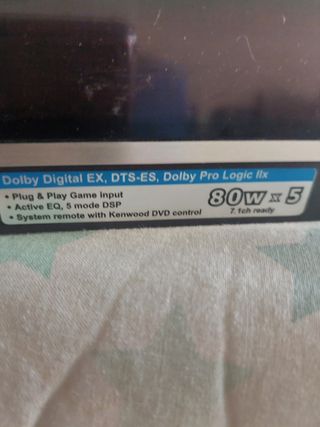 Dolby Digital EX, DTS-ES, Dolby Pro Logic IIx
• Plug & Play Game Input
• Active EQ, 5 mode DSP
• System remote with Kenwood DVD control
80W x 5
7.1ch ready